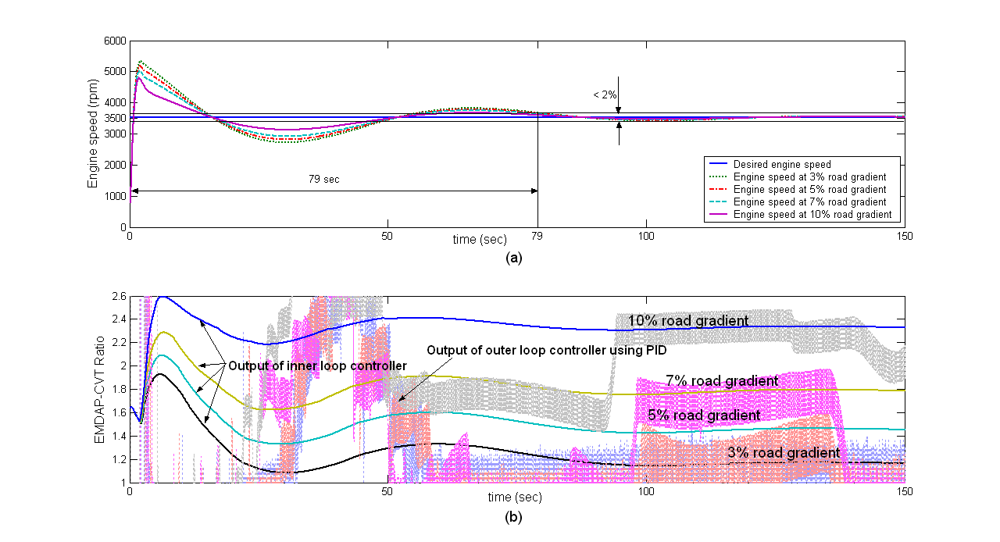 6000
5000
4000
3500
3000
2000
1000
0
Engine speed (rpm)
< 2%
79 sec
Desired engine speed
Engine speed at 3% road gradient
Engine speed at 5% road gradient
Engine speed at 7% road gradient
Engine speed at 10% road gradient
0
50
79
100
150
time (sec)
(a)
2.6
2.4
2.2
2
1.8
1.6
1.4
1.2
1
EMDAP-CVT Ratio
10% road gradient
Output of outer loop controller using PID
Output of inner loop controller
7% road gradient
5% road gradient
3% road gradient
0
50
100
150
time (sec)
(b)